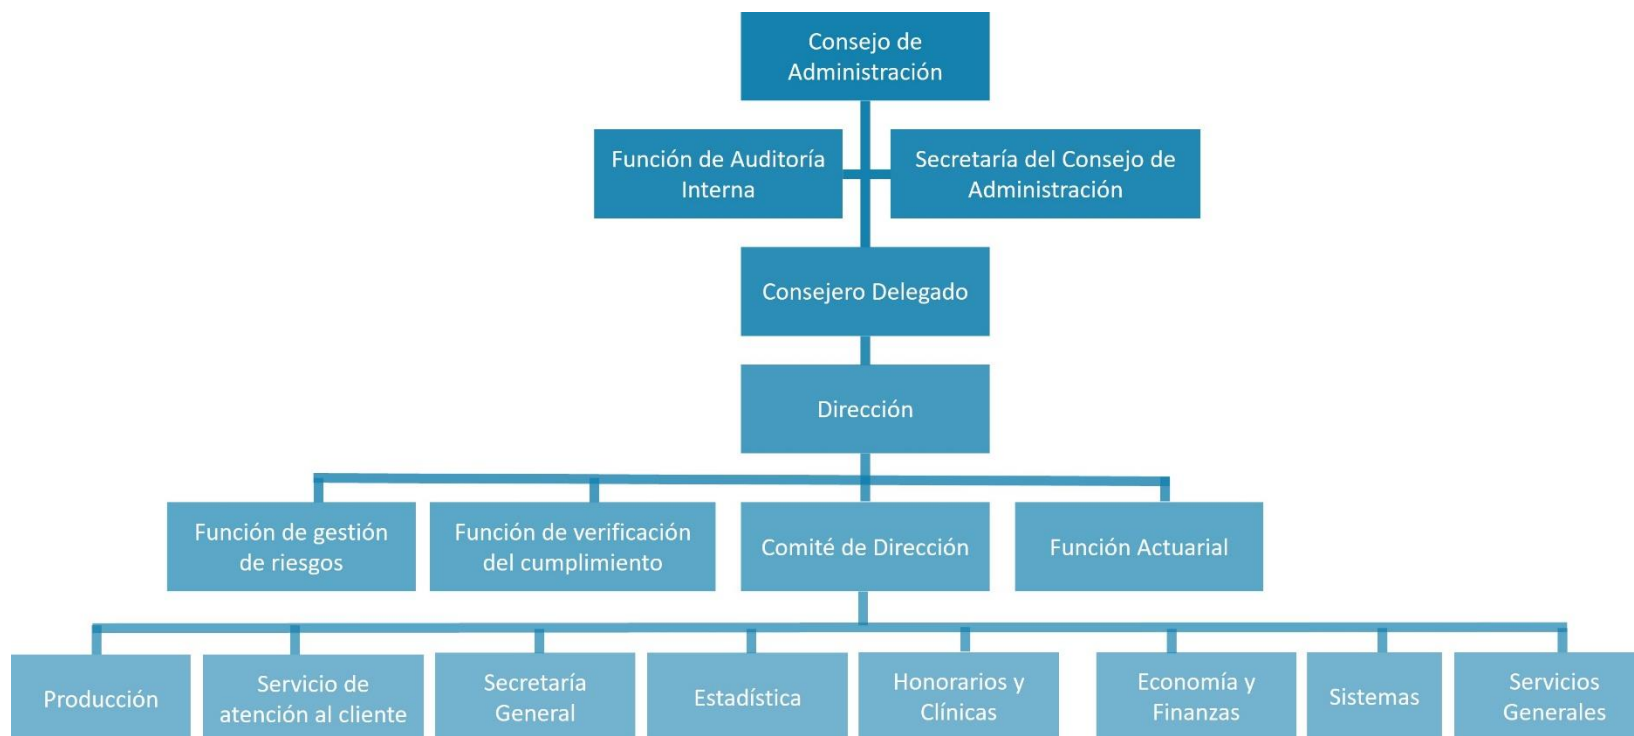 Consejo de
Administración
Función de Auditoría
Interna
Secretaría del Consejo de
Administración
Consejero Delegado
Dirección
Función de gestión
de riesgos
Función de verificación
del cumplimiento
Comité de Dirección
Función Actuarial
Producción
Servicio de
atención al cliente
Secretaría
General
Estadística
Honorarios y
Clínicas
Economía y
Finanzas
Sistemas
Servicios
Generales